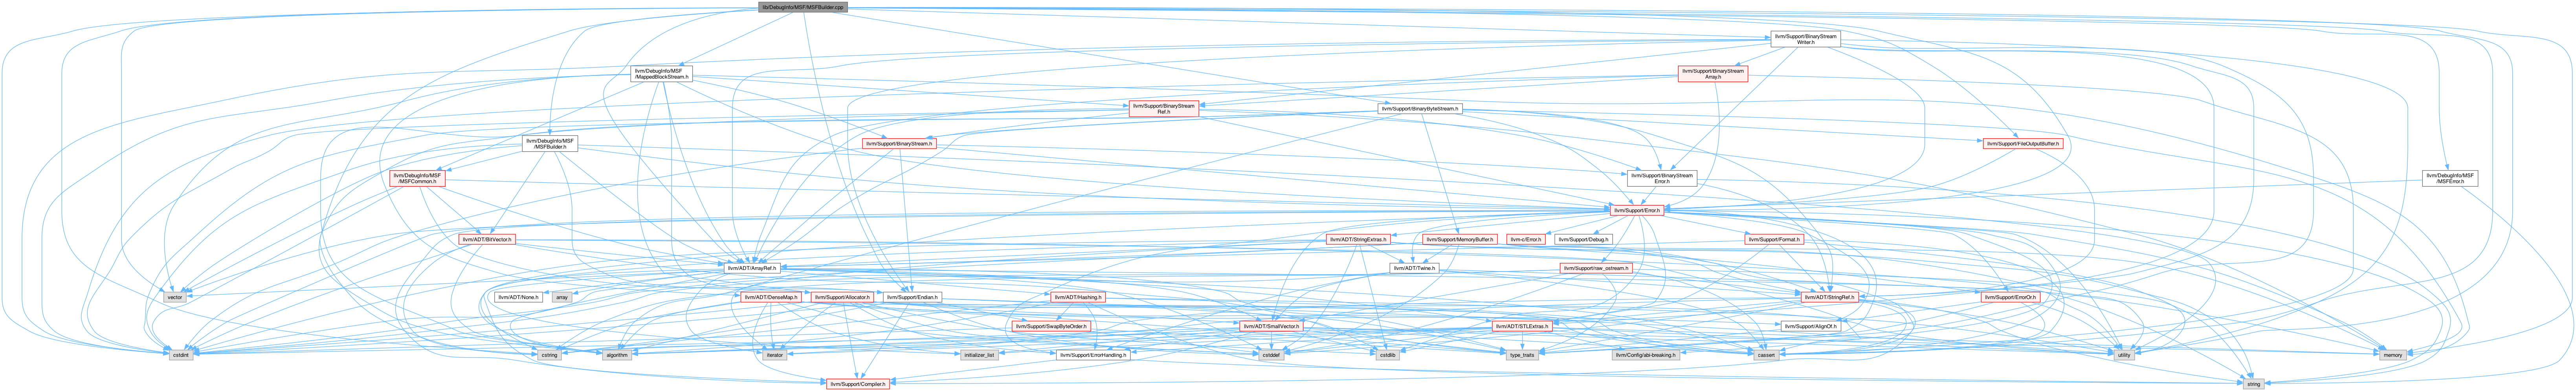 lib/DebugInfo/MSF/MSFBuilder.cpp
llvm/Support/BinaryStream
Writer.h
llvm/DebugInfo/MSF
/MappedBlockStream.h
llvm/Support/BinaryStream
Array.h
llvm/Support/BinaryStream
Ref.h
llvm/Support/BinaryByteStream.h
llvm/DebugInfo/MSF
/MSFBuilder.h
llvm/Support/BinaryStream.h
llvm/Support/FileOutputBuffer.h
llvm/DebugInfo/MSF
/MSFCommon.h
llvm/Support/BinaryStream
Error.h
llvm/DebugInfo/MSF
/MSFError.h
llvm/Support/Error.h
llvm/ADT/BitVector.h
llvm/ADT/StringExtras.h
llvm/Support/MemoryBuffer.h
llvm-c/Error.h
llvm/Support/Debug.h
llvm/Support/Format.h
llvm/ADT/ArrayRef.h
llvm/ADT/Twine.h
llvm/Support/raw_ostream.h
vector
llvm/ADT/None.h
array
llvm/ADT/DenseMap.h
llvm/Support/Allocator.h
llvm/Support/Endian.h
llvm/ADT/Hashing.h
llvm/ADT/StringRef.h
llvm/Support/ErrorOr.h
llvm/Support/SwapByteOrder.h
llvm/ADT/SmallVector.h
llvm/ADT/STLExtras.h
llvm/Support/AlignOf.h
cstdint
cstring
algorithm
iterator
initializer_list
llvm/Support/ErrorHandling.h
cstddef
cstdlib
type_traits
llvm/Config/abi-breaking.h
cassert
utility
memory
llvm/Support/Compiler.h
string